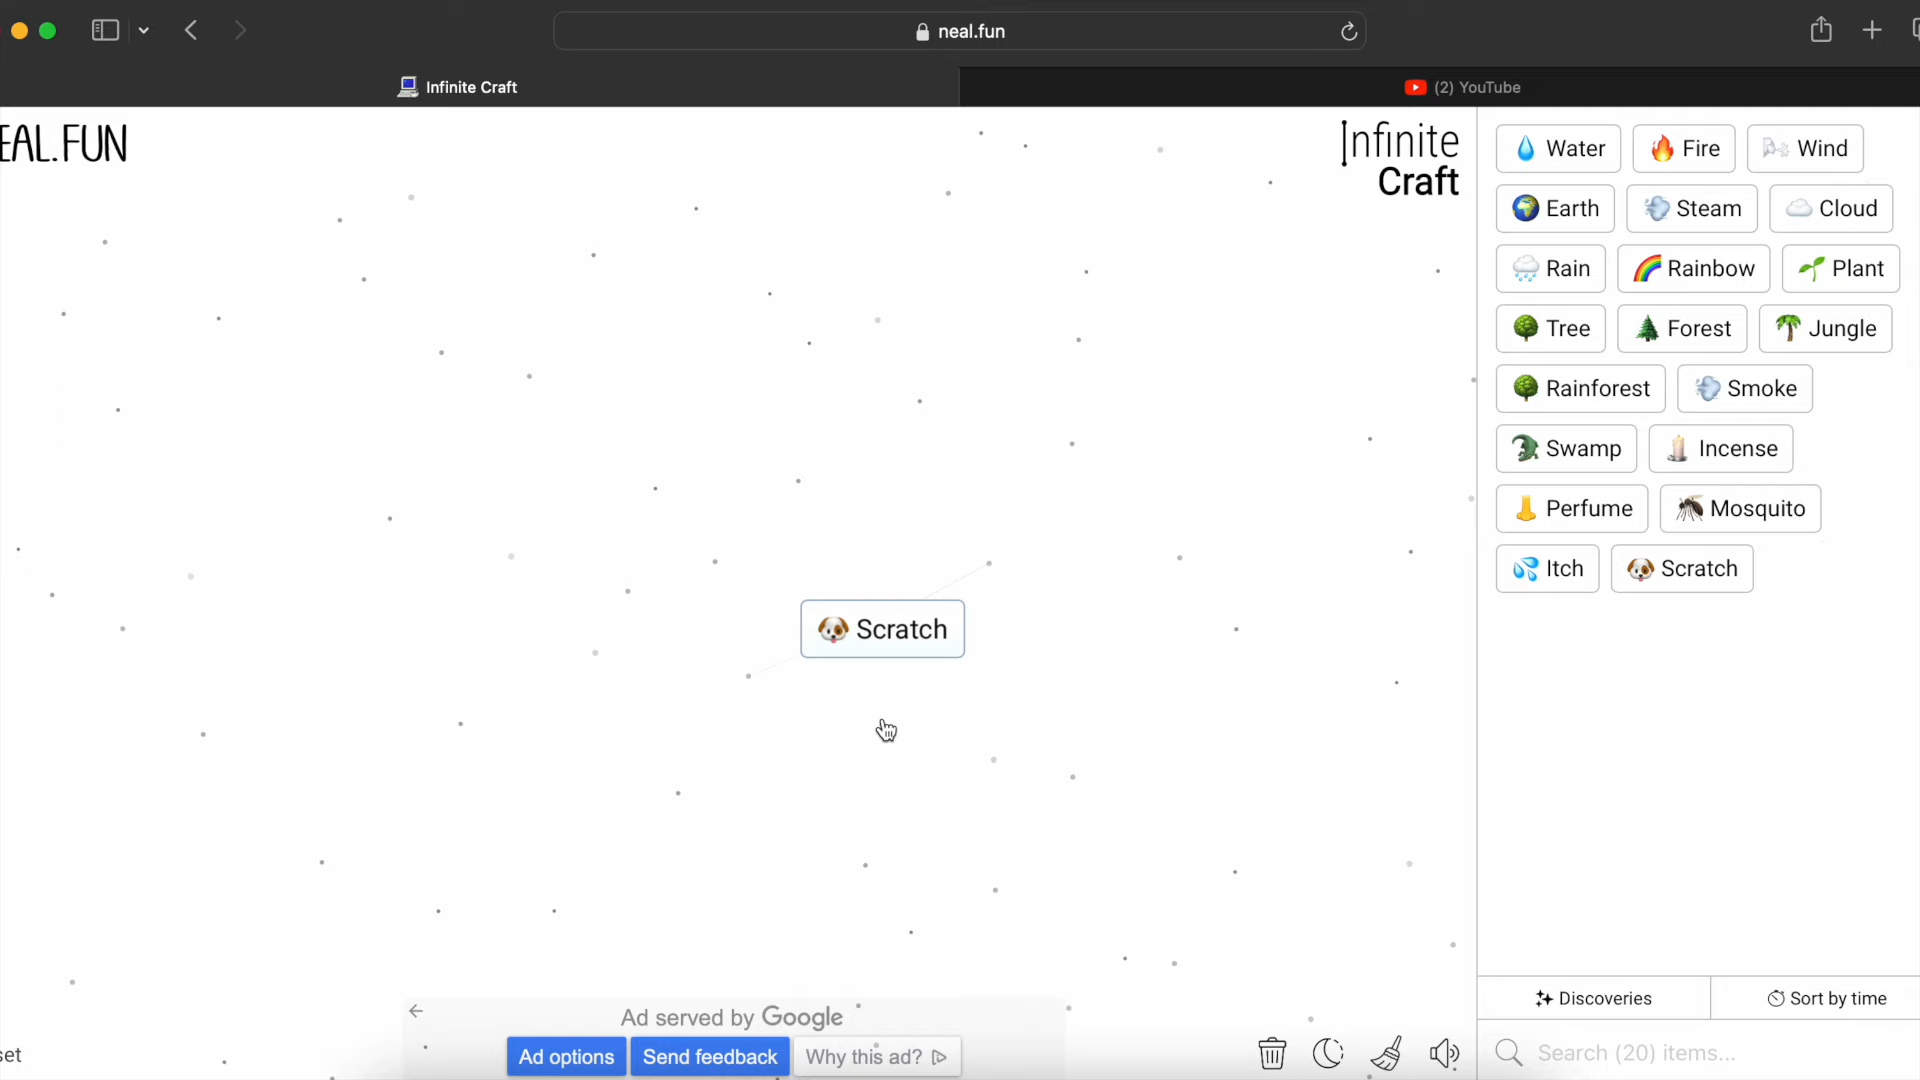 neal.fun
Infinite Craft
(2) YouTube
EAL.FUN
Infinite
Craft
Water
Fire
Wind
Earth
Steam
Cloud
Rain
Rainbow
Plant
Tree
Forest
Jungle
Rainforest
Smoke
Swamp
Incense
Perfume
Mosquito
Itch
Scratch
Scratch
Discoveries
Sort by time
Ad served by Google
Ad options
Send feedback
Why this ad?
set
Search (20) items...